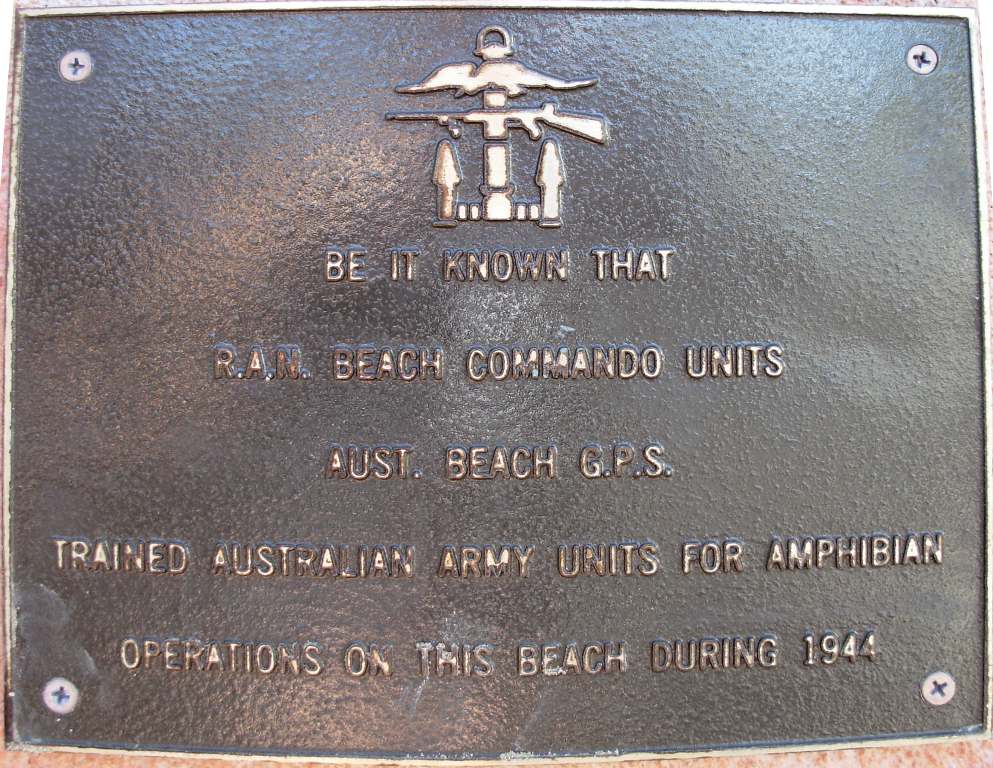 BE IT KNOWN THAT
R.A.N. BEACH COMMANDO UNITS
AUST. BEACH G.P.S.
TRAINED AUSTRALIAN ARMY UNITS FOR AMPHIBIAN
OPERATIONS ON THIS BEACH DURING 1944